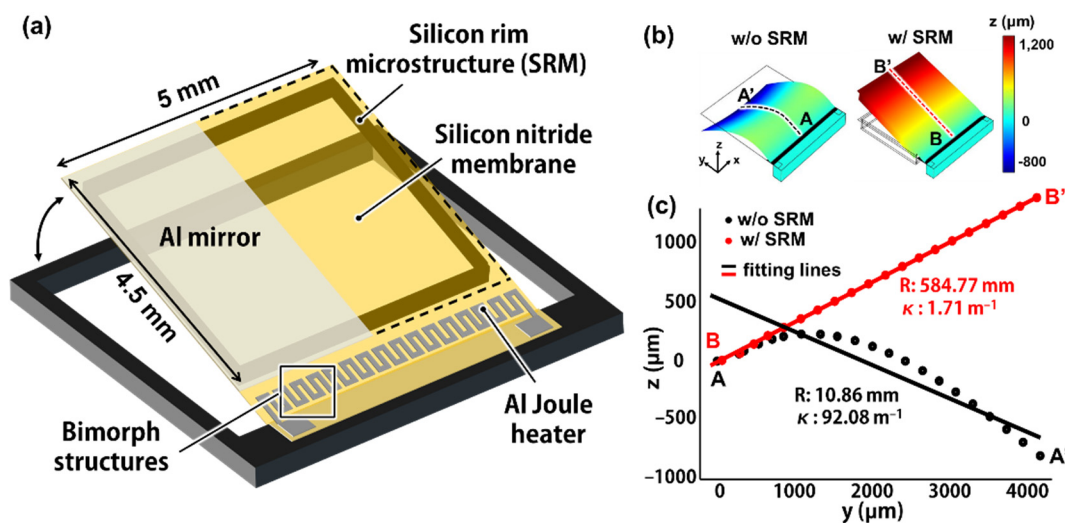 (a)
Silicon rim
microstructure (SRM)
5 mm
Silicon nitride
membrane
Al mirror
4.5 mm
Bimorph
structures
Al Joule
heater
(b)
w/o SRM
w/ SRM
z (μm)
1,200
0
-800
A'
A
B'
B
z
y
x
(c)
w/o SRM
w/ SRM
fitting lines
R: 584.77 mm
κ : 1.71 m⁻¹
R: 10.86 mm
κ : 92.08 m⁻¹
B
A
B'
A'
z (μm)
1000
500
0
−500
−1000
0
1000
2000
3000
4000
y (μm)